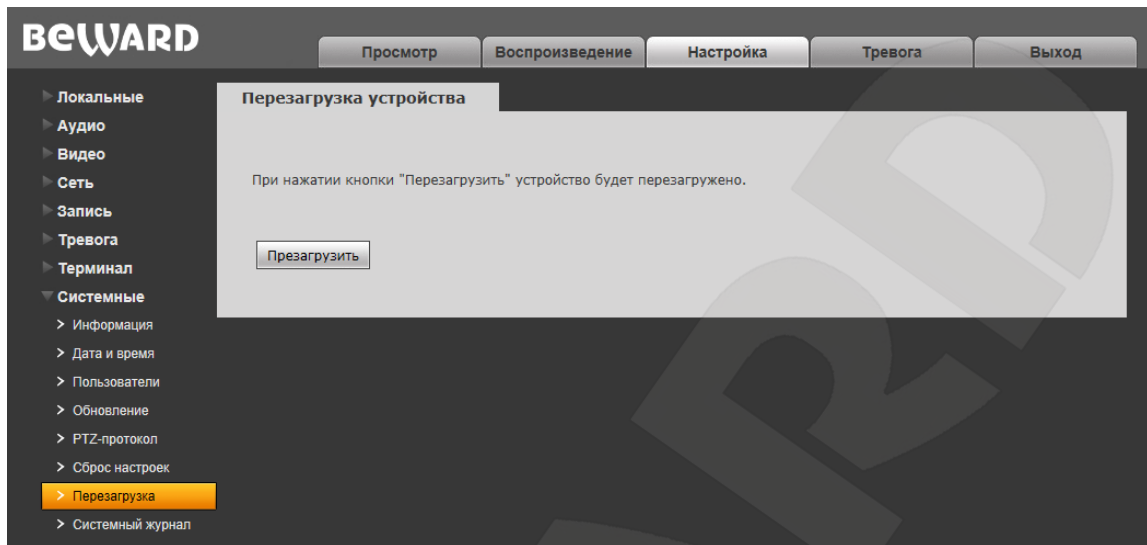 BEWARD
Просмотр
Воспроизведение
Настройка
Тревога
Выход
Локальные
Аудио
Видео
Сеть
Запись
Тревога
Терминал
Системные
Информация
Дата и время
Пользователи
Обновление
PTZ-протокол
Сброс настроек
Перезагрузка
Системный журнал
Перезагрузка устройства
При нажатии кнопки "Перезагрузить" устройство будет перезагружено.
Презагрузить
ARD